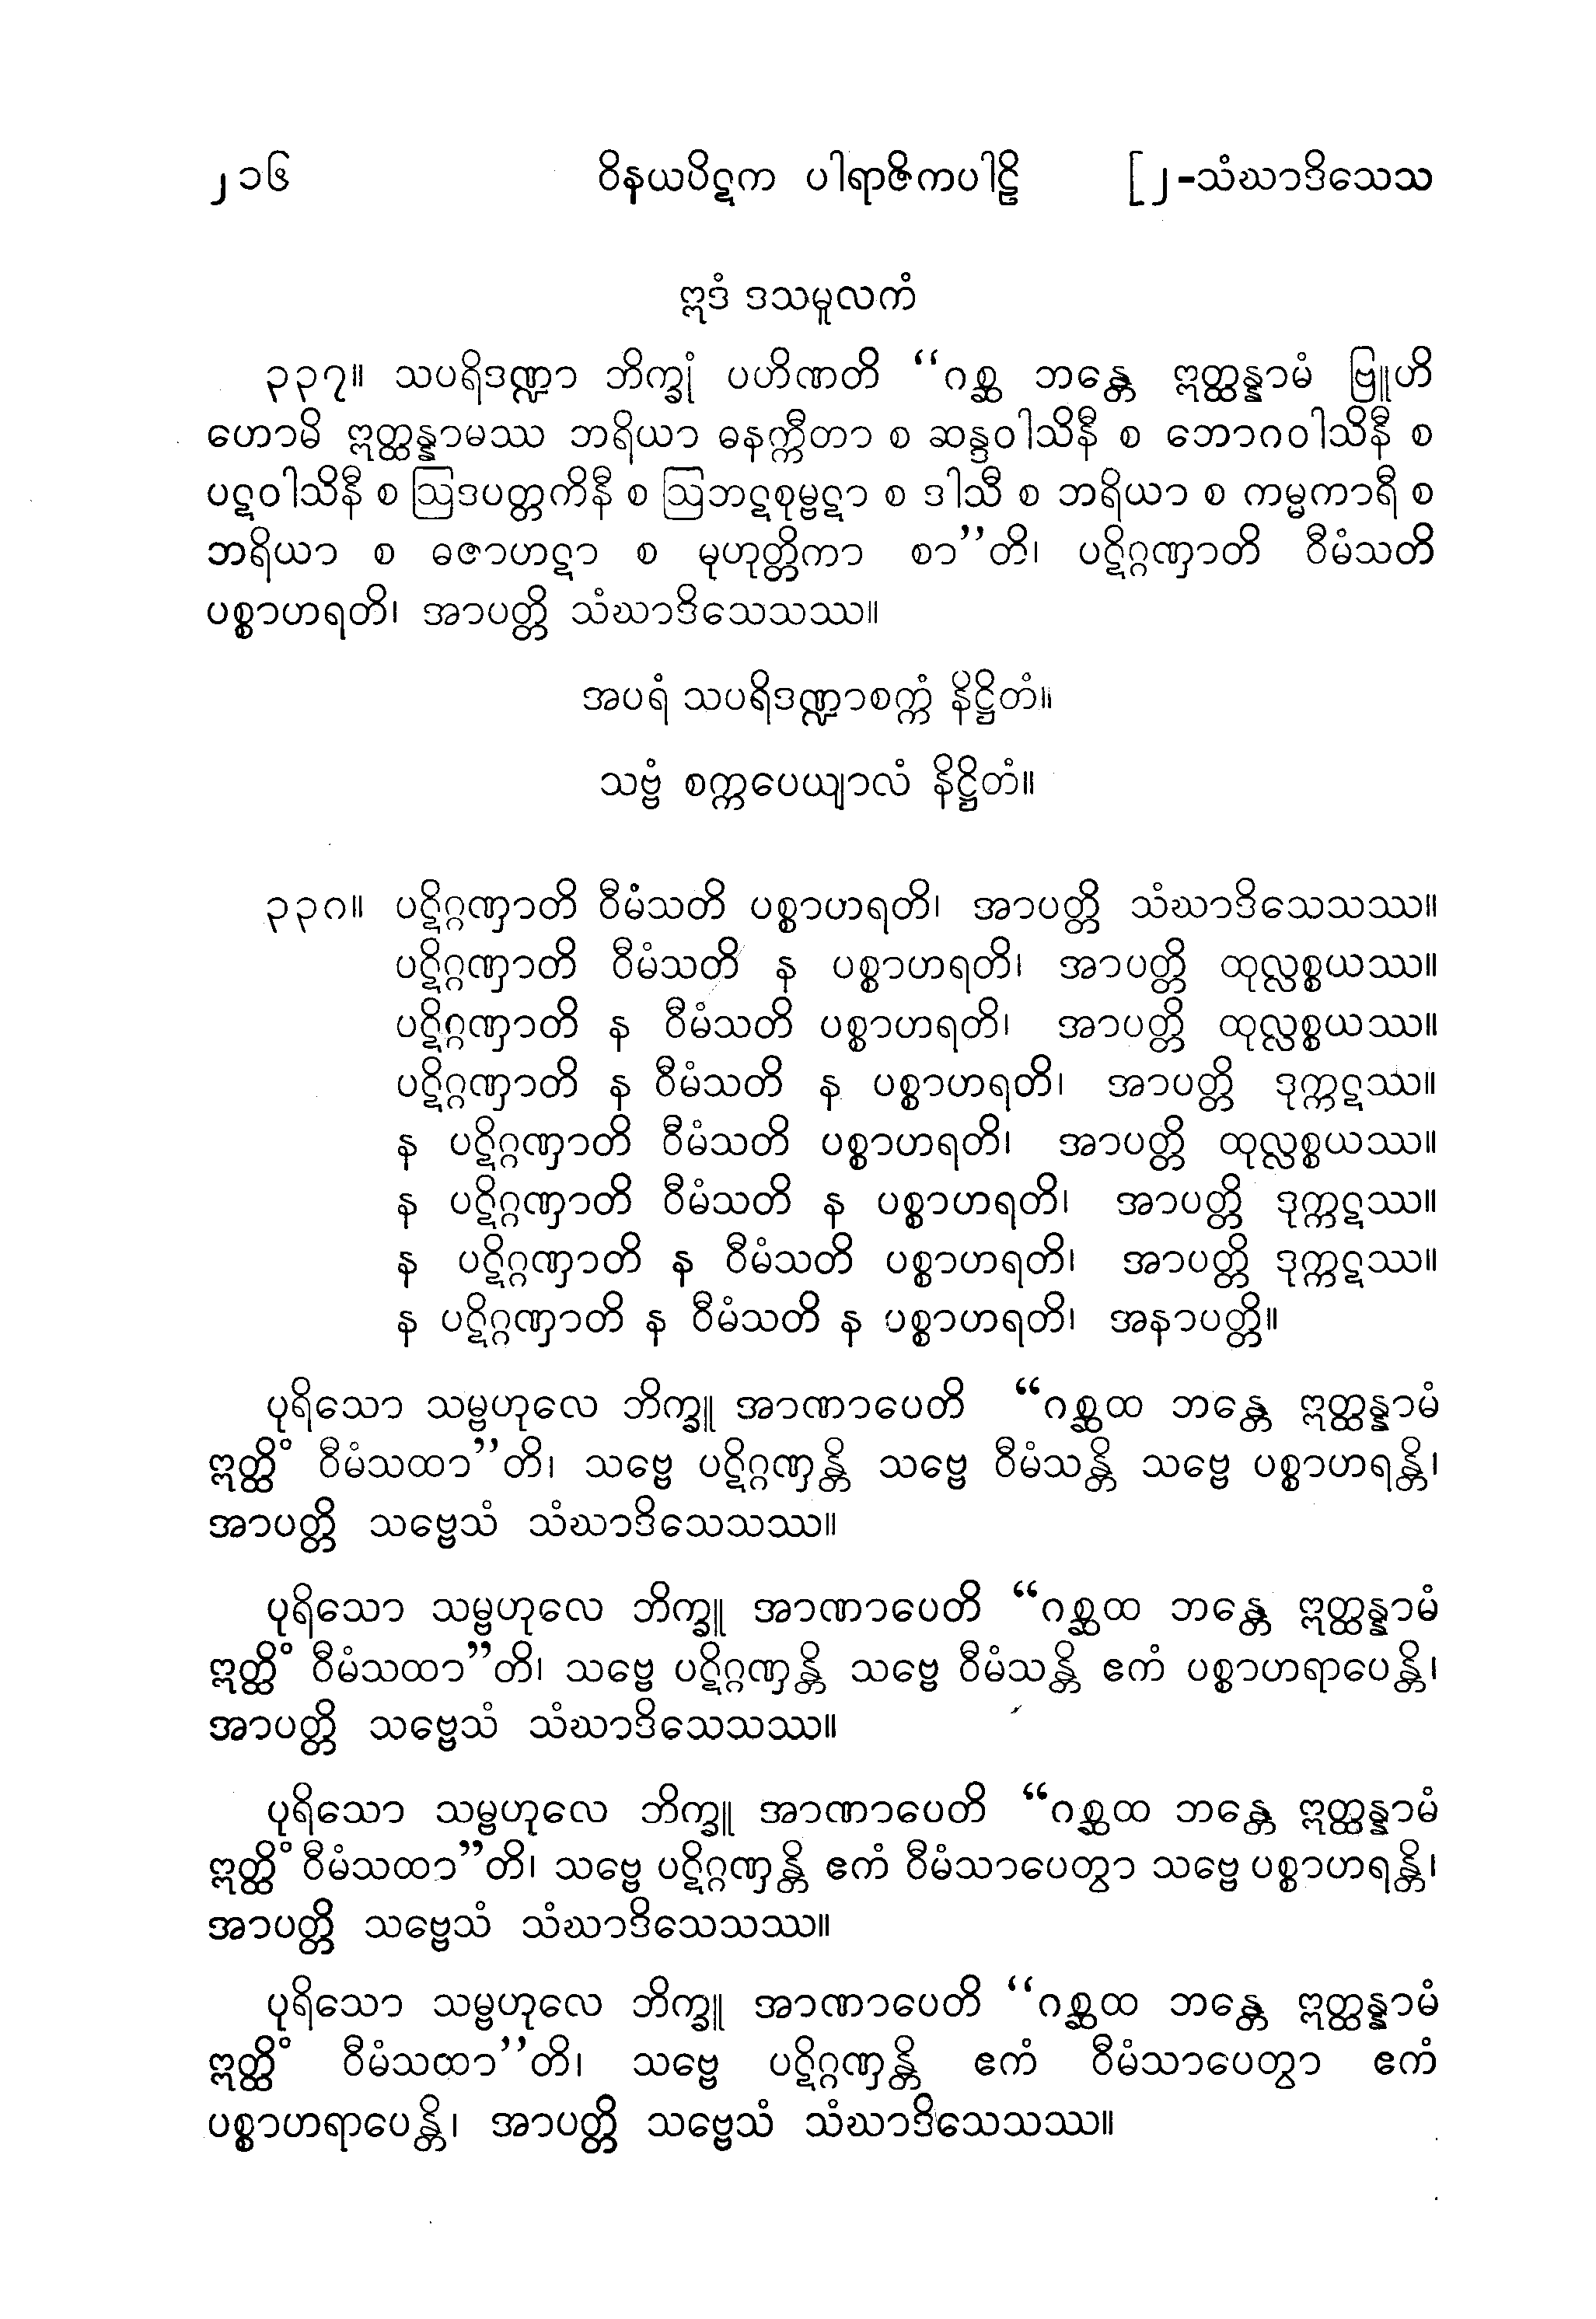 ၂၁၆ ဝိနယပိဋက ပါရာဇိကပါဠိ [၂-သံဃာဒိသေသ
ဣဒံ ဒသမူလကံ
၃၃၇။ သပရိဒဏ္ဍာ ဘိက္ခုံ ပဟိဏတိ “ဂစ္ဆ ဘန္တေ ဣတ္ထန္နာမံ ဗြူဟိ
ဟောမိ ဣတ္ထန္နာမဿ ဘရိယာ ဓနက္ကီတာ စ ဆန္ဒဝါသိနီ စ ဘောဂဝါသိနီ စ
ပဋဝါသိနီ စ ဩဒပတ္တကိနီ စ ဩဘဋစုမ္ဗဋာ စ ဒါသီ စ ဘရိယာ စ ကမ္မကာရီ စ
ဘရိယာ စ ဓဇာဟဋာ စ မုဟုတ္တိကာ စာ”တိ၊ ပဋိဂ္ဂဏှာတိ ဝီမံသတိ
ပစ္စာဟရတိ၊ အာပတ္တိ သံဃာဒိသေသဿ။
အပရံ သပရိဒဏ္ဍာစက္ကံ နိဋ္ဌိတံ။
သဗ္ဗံ စက္ကပေယျာလံ နိဋ္ဌိတံ။
၃၃၈။ ပဋိဂ္ဂဏှာတိ ဝီမံသတိ ပစ္စာဟရတိ၊ အာပတ္တိ သံဃာဒိသေသဿ။
ပဋိဂ္ဂဏှာတိ ဝီမံသတိ န ပစ္စာဟရတိ၊ အာပတ္တိ ထုလ္လစ္စယဿ။
ပဋိဂ္ဂဏှာတိ န ဝီမံသတိ ပစ္စာဟရတိ၊ အာပတ္တိ ထုလ္လစ္စယဿ။
ပဋိဂ္ဂဏှာတိ န ဝီမံသတိ န ပစ္စာဟရတိ၊ အာပတ္တိ ဒုက္ကဋဿ။
န ပဋိဂ္ဂဏှာတိ ဝီမံသတိ ပစ္စာဟရတိ၊ အာပတ္တိ ထုလ္လစ္စယဿ။
န ပဋိဂ္ဂဏှာတိ ဝီမံသတိ န ပစ္စာဟရတိ၊ အာပတ္တိ ဒုက္ကဋဿ။
န ပဋိဂ္ဂဏှာတိ န ဝီမံသတိ ပစ္စာဟရတိ၊ အာပတ္တိ ဒုက္ကဋဿ။
န ပဋိဂ္ဂဏှာတိ န ဝီမံသတိ န ပစ္စာဟရတိ၊ အနာပတ္တိ။
ပုရိသော သမ္ဗဟုလေ ဘိက္ခူ အာဏာပေတိ “ဂစ္ဆထ ဘန္တေ ဣတ္ထန္နာမံ
ဣတ္ထိံ ဝီမံသထာ”တိ၊ သဗ္ဗေ ပဋိဂ္ဂဏှန္တိ သဗ္ဗေ ဝီမံသန္တိ သဗ္ဗေ ပစ္စာဟရန္တိ၊
အာပတ္တိ သဗ္ဗေသံ သံဃာဒိသေသဿ။
ပုရိသော သမ္ဗဟုလေ ဘိက္ခူ အာဏာပေတိ “ဂစ္ဆထ ဘန္တေ ဣတ္ထန္နာမံ
ဣတ္ထိံ ဝီမံသထာ”တိ၊ သဗ္ဗေ ပဋိဂ္ဂဏှန္တိ သဗ္ဗေ ဝီမံသန္တိ ဧကံ ပစ္စာဟရာပေန္တိ၊
အာပတ္တိ သဗ္ဗေသံ သံဃာဒိသေသဿ။
ပုရိသော သမ္ဗဟုလေ ဘိက္ခူ အာဏာပေတိ “ဂစ္ဆထ ဘန္တေ ဣတ္ထန္နာမံ
ဣတ္ထိံ ဝီမံသထာ”တိ၊ သဗ္ဗေ ပဋိဂ္ဂဏှန္တိ ဧကံ ဝီမံသာပေတွာ သဗ္ဗေ ပစ္စာဟရန္တိ၊
အာပတ္တိ သဗ္ဗေသံ သံဃာဒိသေသဿ။
ပုရိသော သမ္ဗဟုလေ ဘိက္ခူ အာဏာပေတိ “ဂစ္ဆထ ဘန္တေ ဣတ္ထန္နာမံ
ဣတ္ထိံ ဝီမံသထာ”တိ၊ သဗ္ဗေ ပဋိဂ္ဂဏှန္တိ ဧကံ ဝီမံသာပေတွာ ဧကံ
ပစ္စာဟရာပေန္တိ၊ အာပတ္တိ သဗ္ဗေသံ သံဃာဒိသေသဿ။